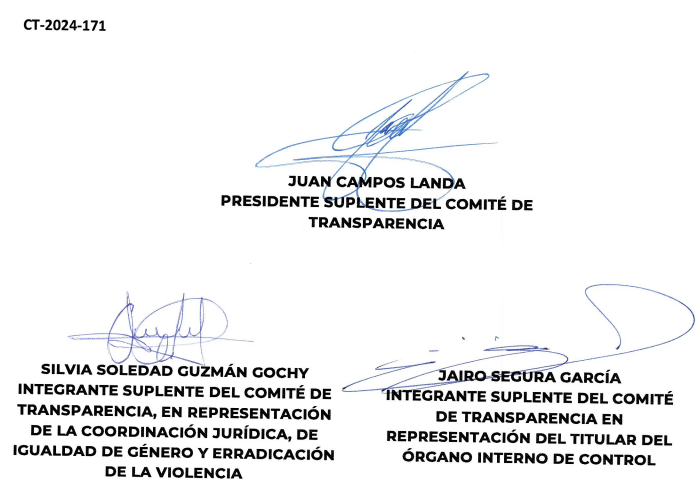 CT-2024-171
JUAN CAMPOS LANDA
PRESIDENTE SUPLENTE DEL COMITÉ DE
TRANSPARENCIA
SILVIA SOLEDAD GUZMÁN GOCHY
INTEGRANTE SUPLENTE DEL COMITÉ DE
TRANSPARENCIA, EN REPRESENTACIÓN
DE LA COORDINACIÓN JURÍDICA, DE
IGUALDAD DE GÉNERO Y ERRADICACIÓN
DE LA VIOLENCIA
JAIRO SEGURA GARCÍA
INTEGRANTE SUPLENTE DEL COMITÉ
DE TRANSPARENCIA EN
REPRESENTACIÓN DEL TITULAR DEL
ÓRGANO INTERNO DE CONTROL